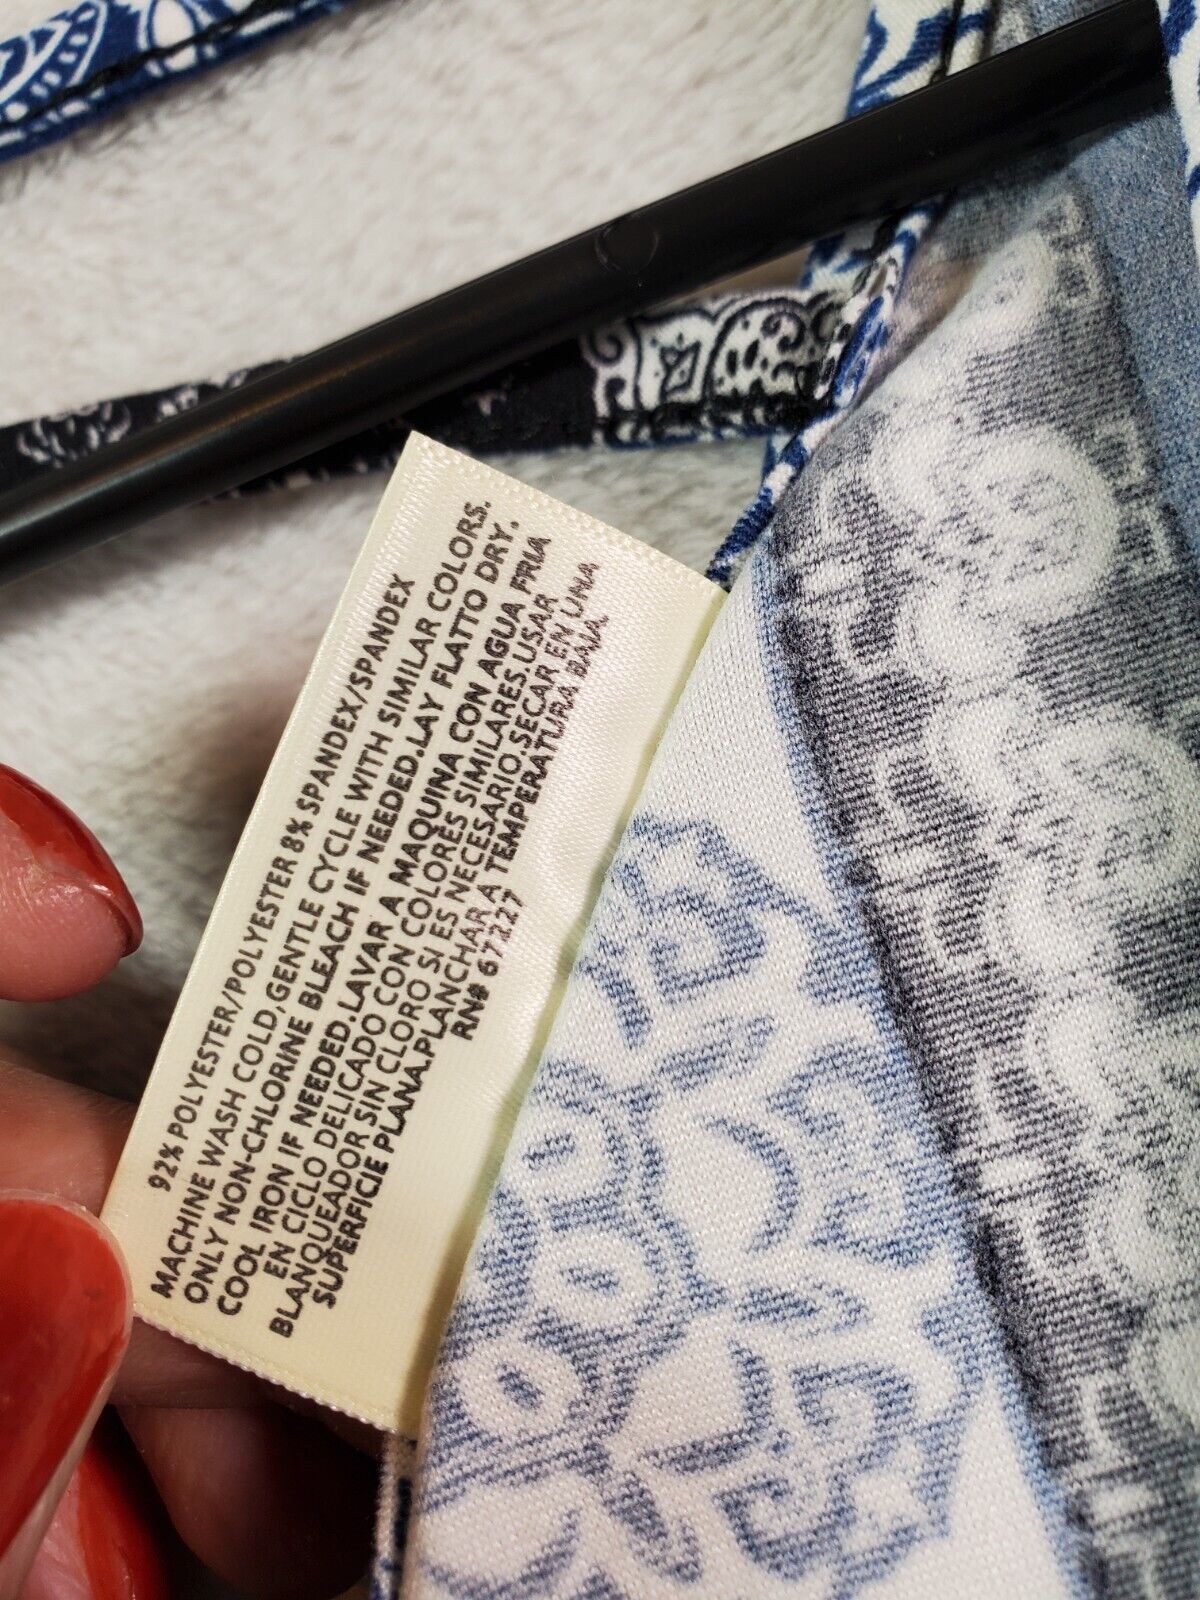 92% POLYESTER/POLYESTER 8% SPANDEX/SPANDEX
MACHINE WASH COLD,GENTLE CYCLE WITH SIMILAR COLORS.
ONLY NON-CHLORINE BLEACH IF NEEDED.LAY FLATTO DRY.
COOL IRON IF NEEDED.LAVAR A MAQUINA CON AGUA FRIA
EN CICLO DELICADO CON COLORES SIMILARES.USAR
BLANQUEADOR SIN CLORO SI ES NECESARIO.SECAR EN UNA
SUPERFICIE PLANA.PLANCHAR A TEMPERATURA BAJA.
RN# 67227